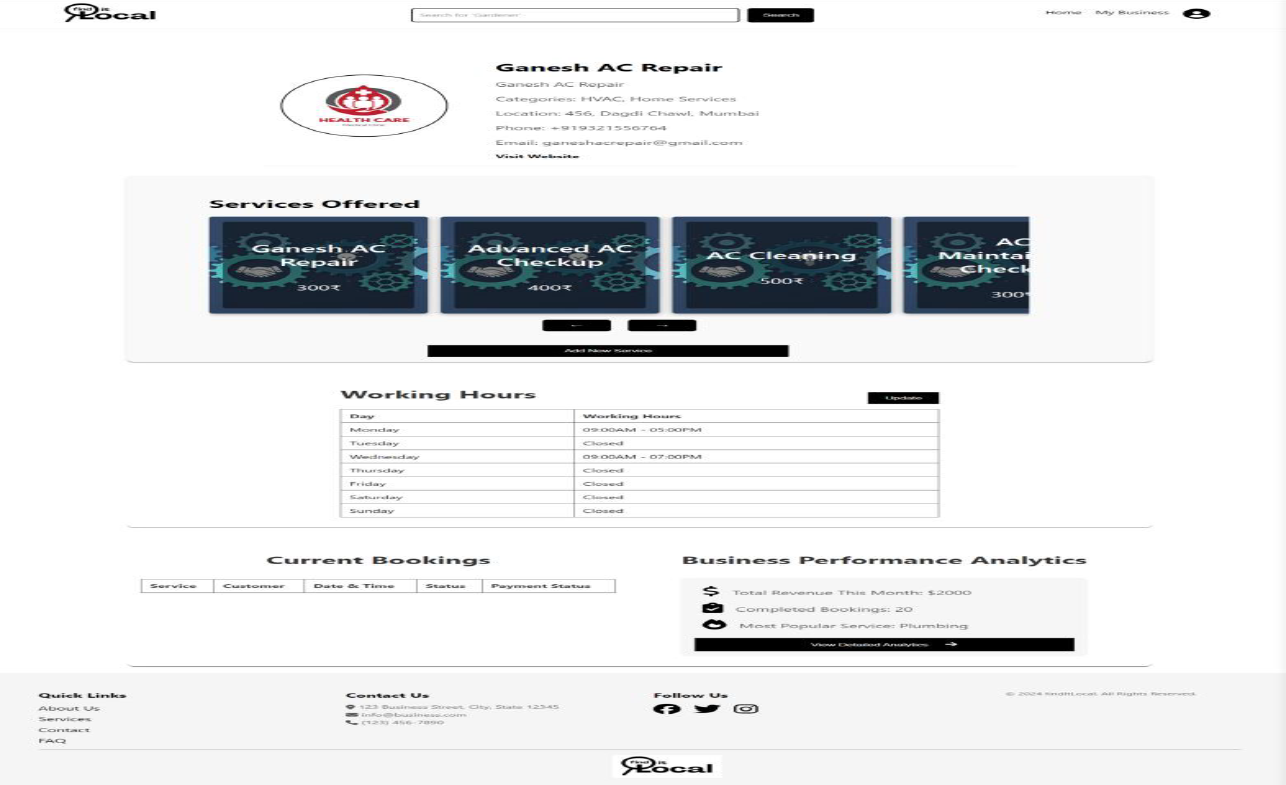 find it
Local
Search for 'Gardener'
Search
Home
My Business
HEALTH CARE
Ganesh AC Repair
Ganesh AC Repair
Categories: HVAC, Home Services
Location: 456, Dagdi Chawl, Mumbai
Phone: +919321556764
Email: ganeshacrepair@gmail.com
Visit Website
Services Offered
Ganesh AC
Repair
300₹
Advanced AC
Checkup
400₹
AC Cleaning
500₹
AC
Maintai
Check
300₹
←
→
Add New Service
Working Hours
Update
Day Working Hours
Monday 09:00AM - 05:00PM
Tuesday Closed
Wednesday 09:00AM - 07:00PM
Thursday Closed
Friday Closed
Saturday Closed
Sunday Closed
Current Bookings
Service Customer Date & Time Status Payment Status
Business Performance Analytics
Total Revenue This Month: $2000
Completed Bookings: 20
Most Popular Service: Plumbing
View Detailed Analytics →
Quick Links
About Us
Services
Contact
FAQ
Contact Us
123 Business Street, City, State 12345
info@business.com
(123) 456-7890
Follow Us
© 2024 FindItLocal. All Rights Reserved.
find it
Local